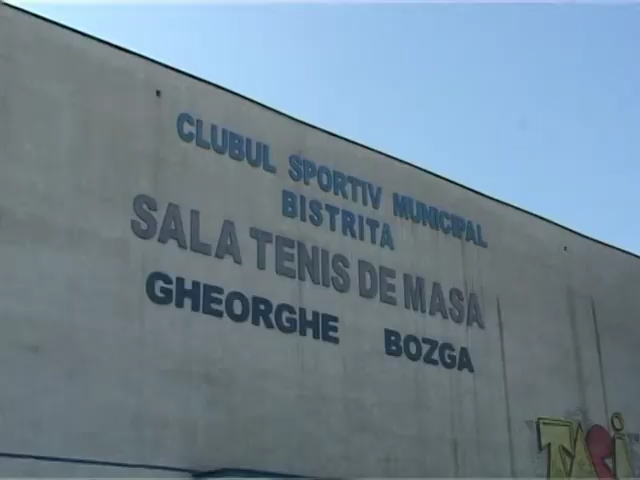 CLUBUL SPORTIV MUNICIPAL
BISTRITA
SALA TENIS DE MASA
GHEORGHE BOZGA